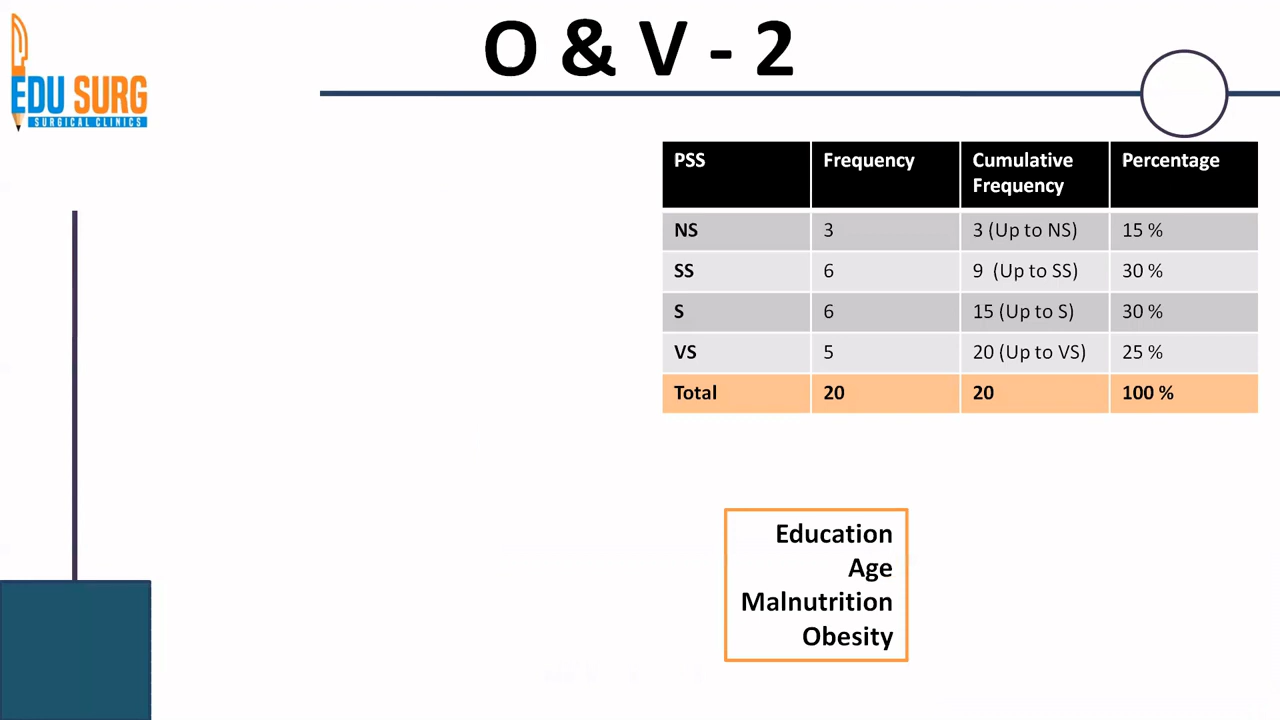 O & V - 2
EDU SURG
SURGICAL CLINICS
PSS Frequency Cumulative Frequency Percentage
NS 3 3 (Up to NS) 15 %
SS 6 9 (Up to SS) 30 %
S 6 15 (Up to S) 30 %
VS 5 20 (Up to VS) 25 %
Total 20 20 100 %
Education
Age
Malnutrition
Obesity